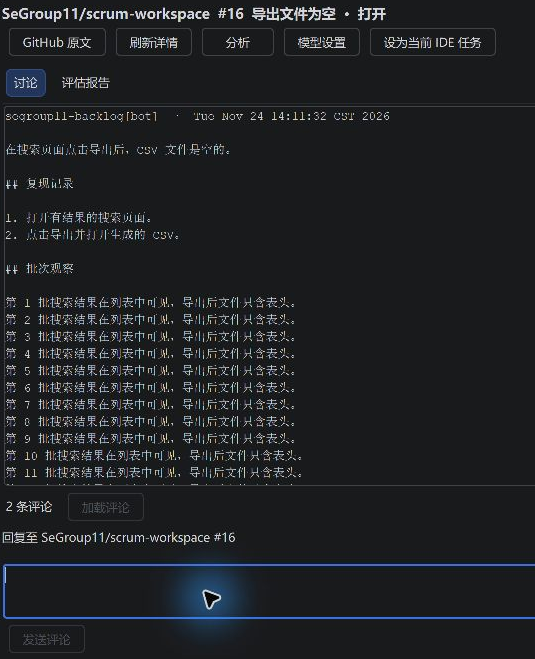 SeGroup11/scrum-workspace #16 导出文件为空 · 打开
GitHub 原文 刷新详情 分析 模型设置 设为当前 IDE 任务
讨论 评估报告
segroup11-backlog[bot] · Tue Nov 24 14:11:32 CST 2026
在搜索页面点击导出后，CSV 文件是空的。
## 复现记录
1. 打开有结果的搜索页面。
2. 点击导出并打开生成的 CSV。
## 批次观察
第 1 批搜索结果在列表中可见，导出后文件只含表头。
第 2 批搜索结果在列表中可见，导出后文件只含表头。
第 3 批搜索结果在列表中可见，导出后文件只含表头。
第 4 批搜索结果在列表中可见，导出后文件只含表头。
第 5 批搜索结果在列表中可见，导出后文件只含表头。
第 6 批搜索结果在列表中可见，导出后文件只含表头。
第 7 批搜索结果在列表中可见，导出后文件只含表头。
第 8 批搜索结果在列表中可见，导出后文件只含表头。
第 9 批搜索结果在列表中可见，导出后文件只含表头。
第 10 批搜索结果在列表中可见，导出后文件只含表头。
第 11 批搜索结果在列表中可见，导出后文件只含表头。
2 条评论 加载评论
回复至 SeGroup11/scrum-workspace #16
发送评论